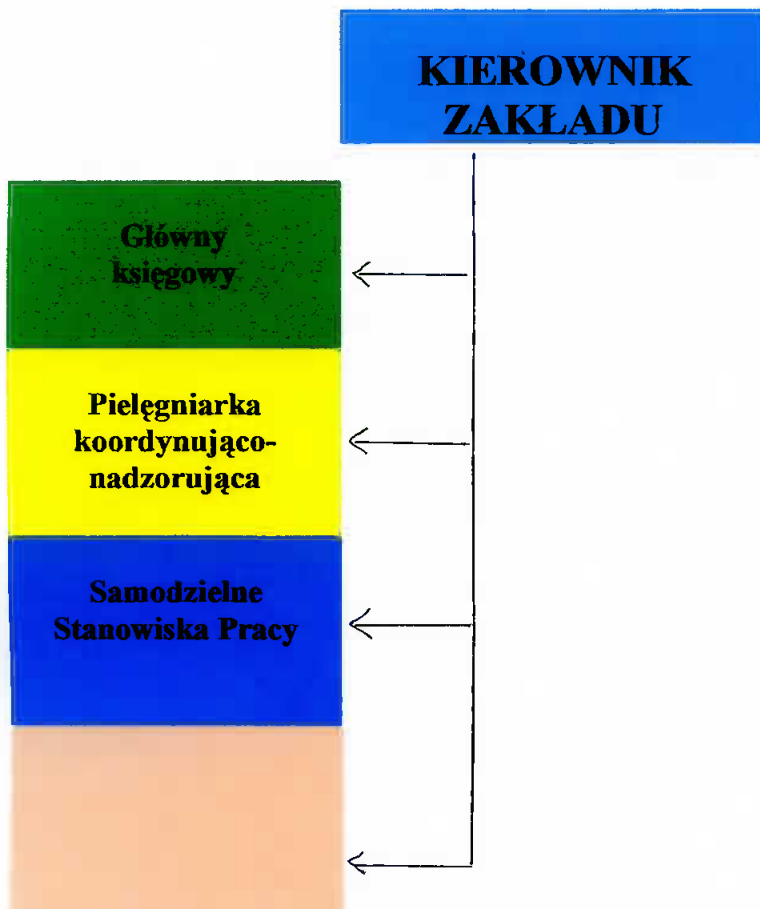 KIEROWNIK
ZAKŁADU
Główny
księgowy
Pielęgniarka
koordynująco-
nadzorująca
Samodzielne
Stanowiska Pracy